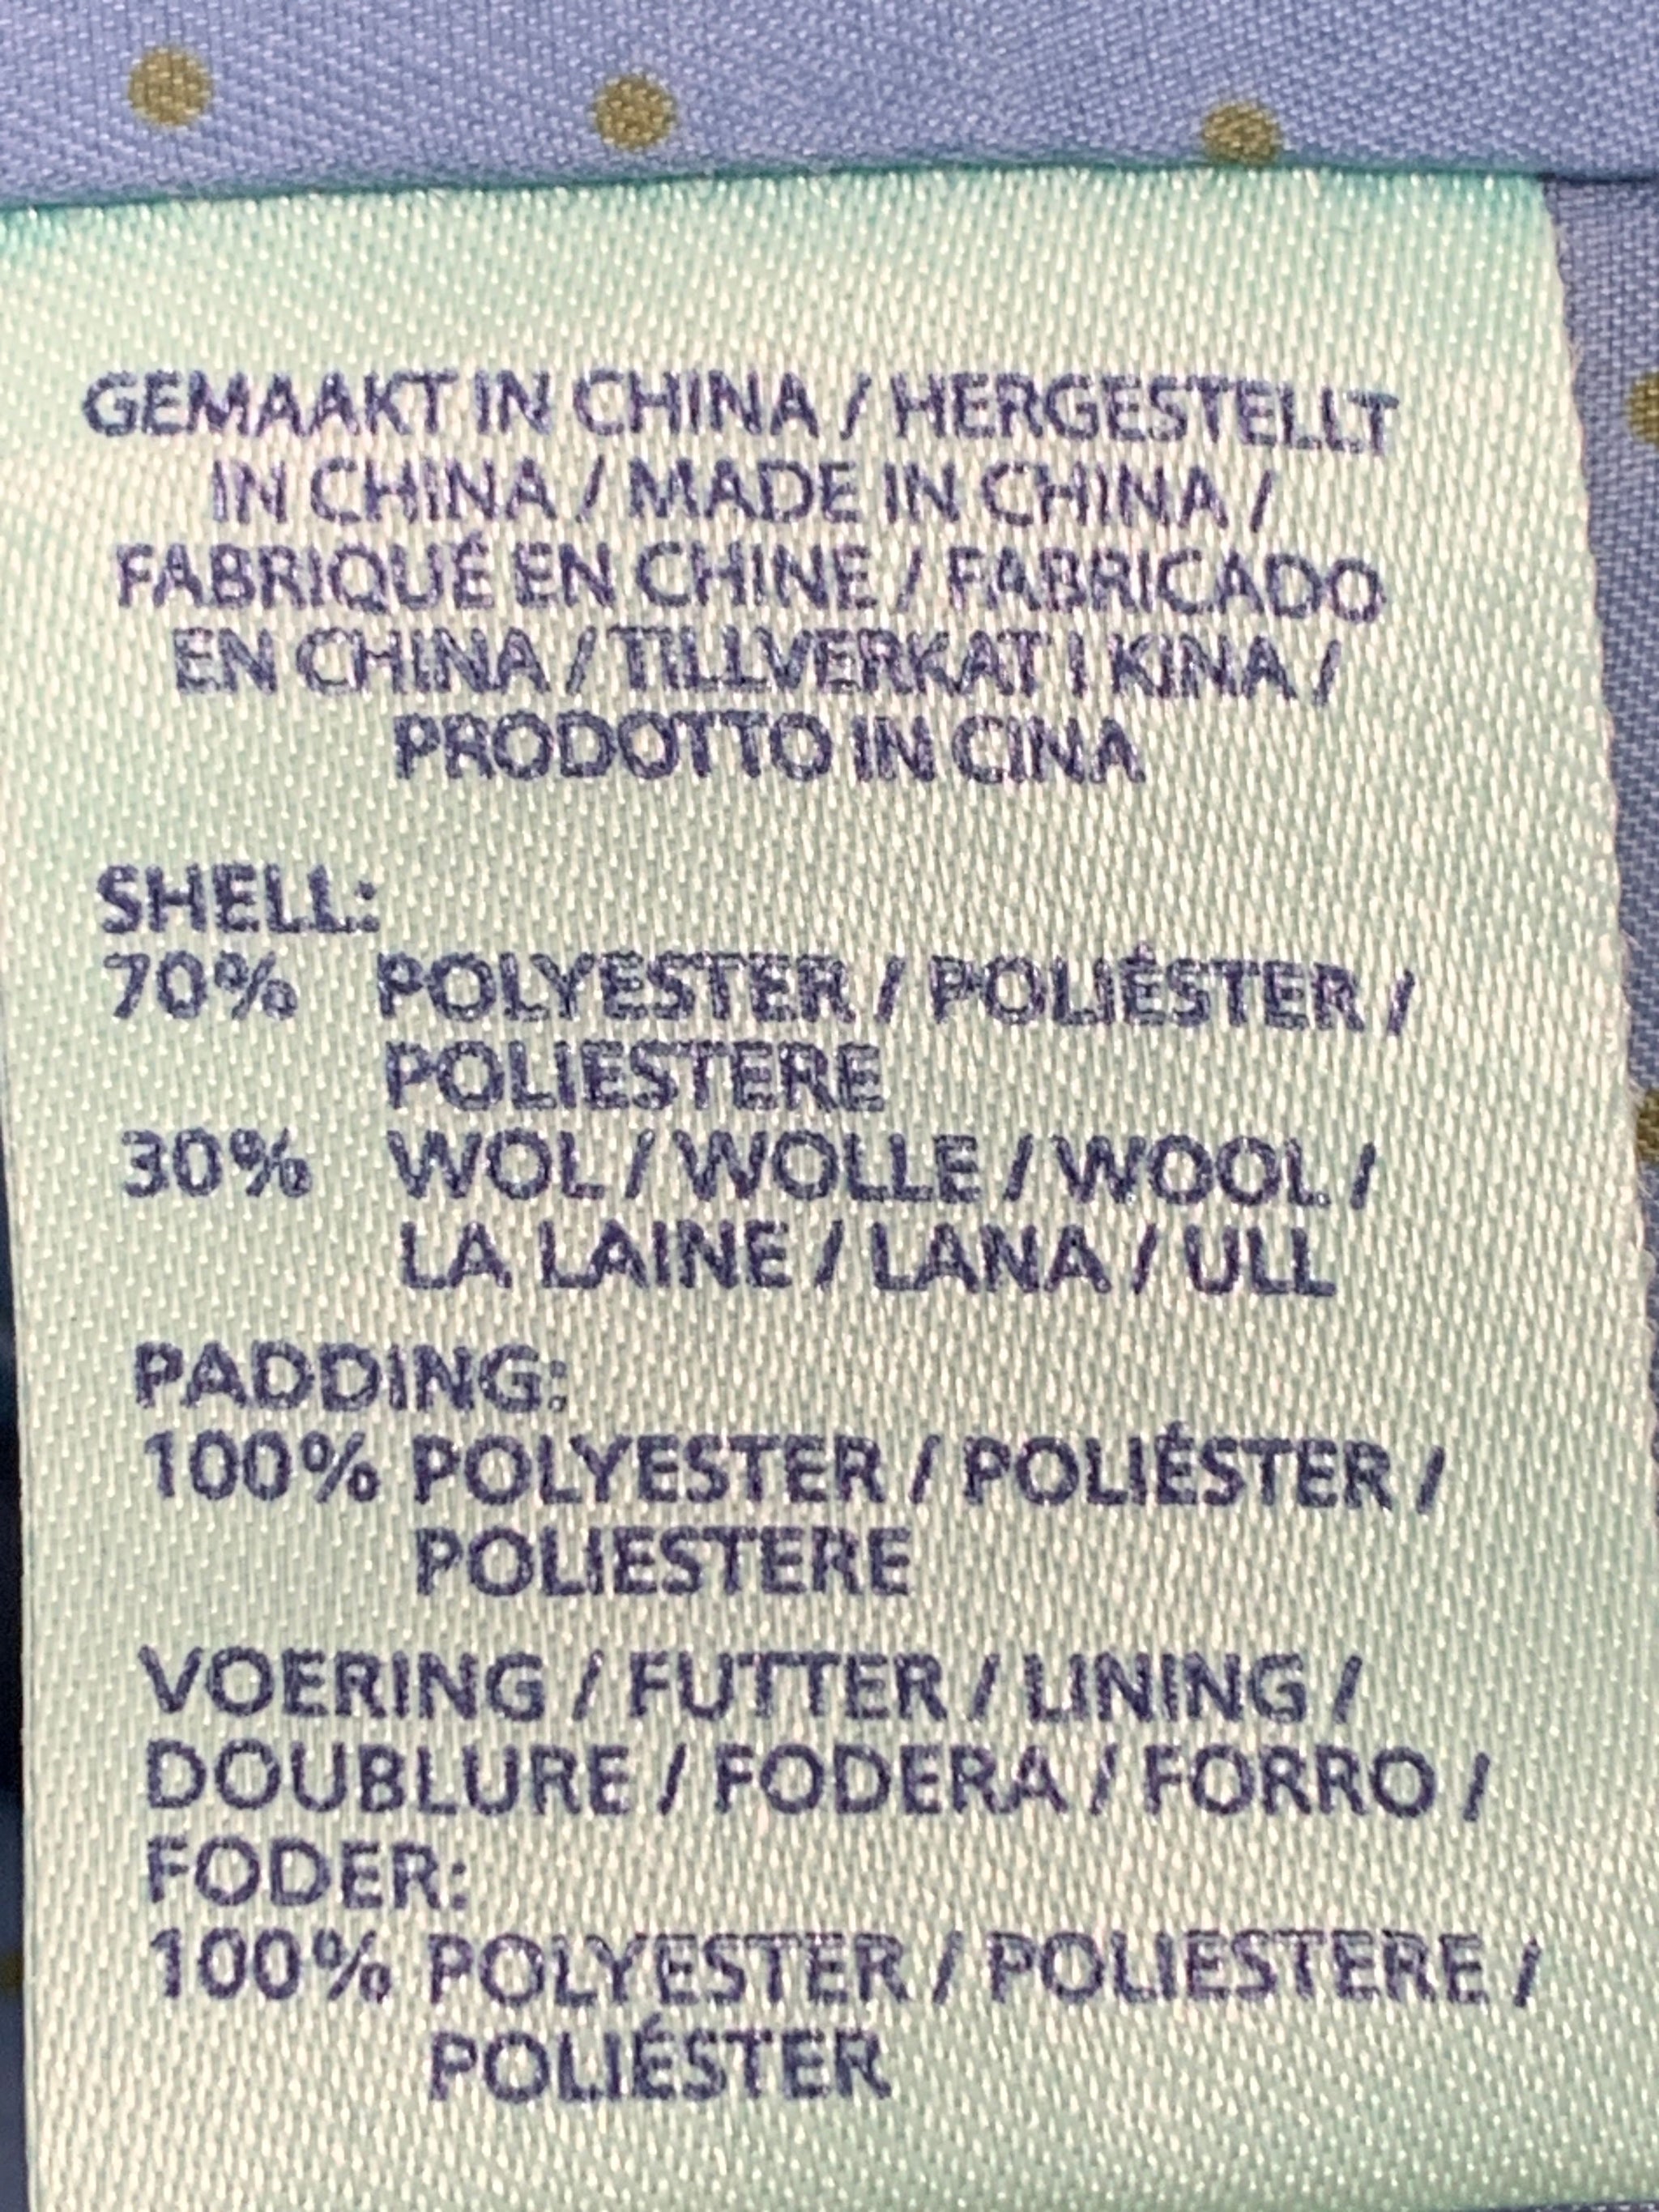 GEMAAKT IN CHINA / HERGESTELLT
IN CHINA / MADE IN CHINA /
FABRIQUÉ EN CHINE / FABRICADO
EN CHINA / TILLVERKAT I KINA /
PRODOTTO IN CINA
SHELL:
70% POLYESTER / POLIÉSTER /
POLIESTERE
30% WOL / WOLLE / WOOL /
LA LAINE / LANA / ULL
PADDING:
100% POLYESTER / POLIÉSTER /
POLIESTERE
VOERING / FUTTER / LINING /
DOUBLURE / FODERA / FORRO /
FODER:
100% POLYESTER / POLIESTERE /
POLIÉSTER